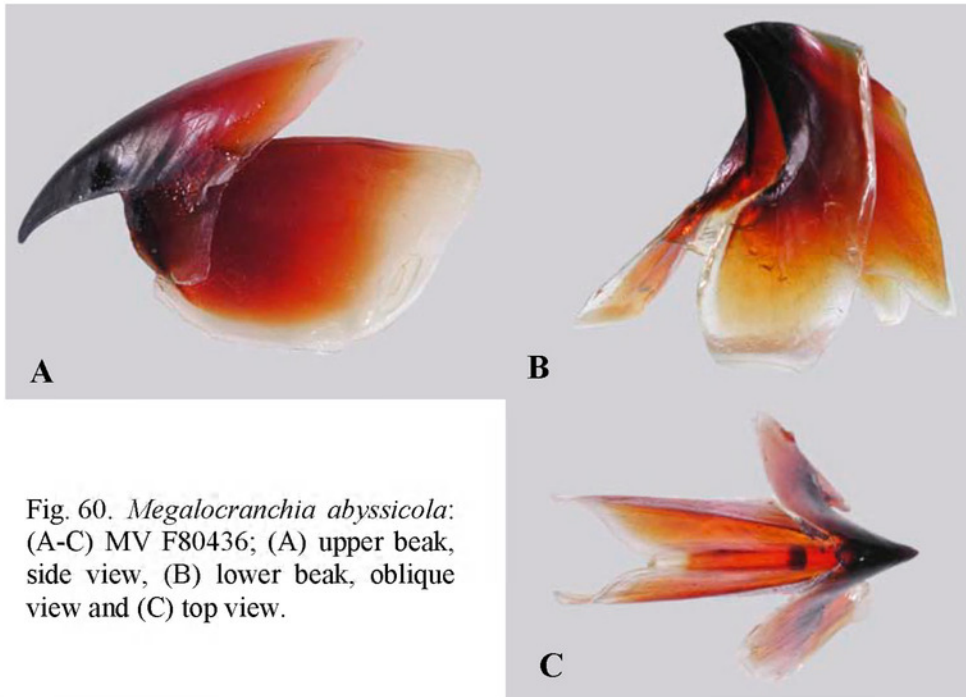 A
B
Fig. 60. Megalocranchia abyssicola:
(A-C) MV F80436; (A) upper beak,
side view, (B) lower beak, oblique
view and (C) top view.
C